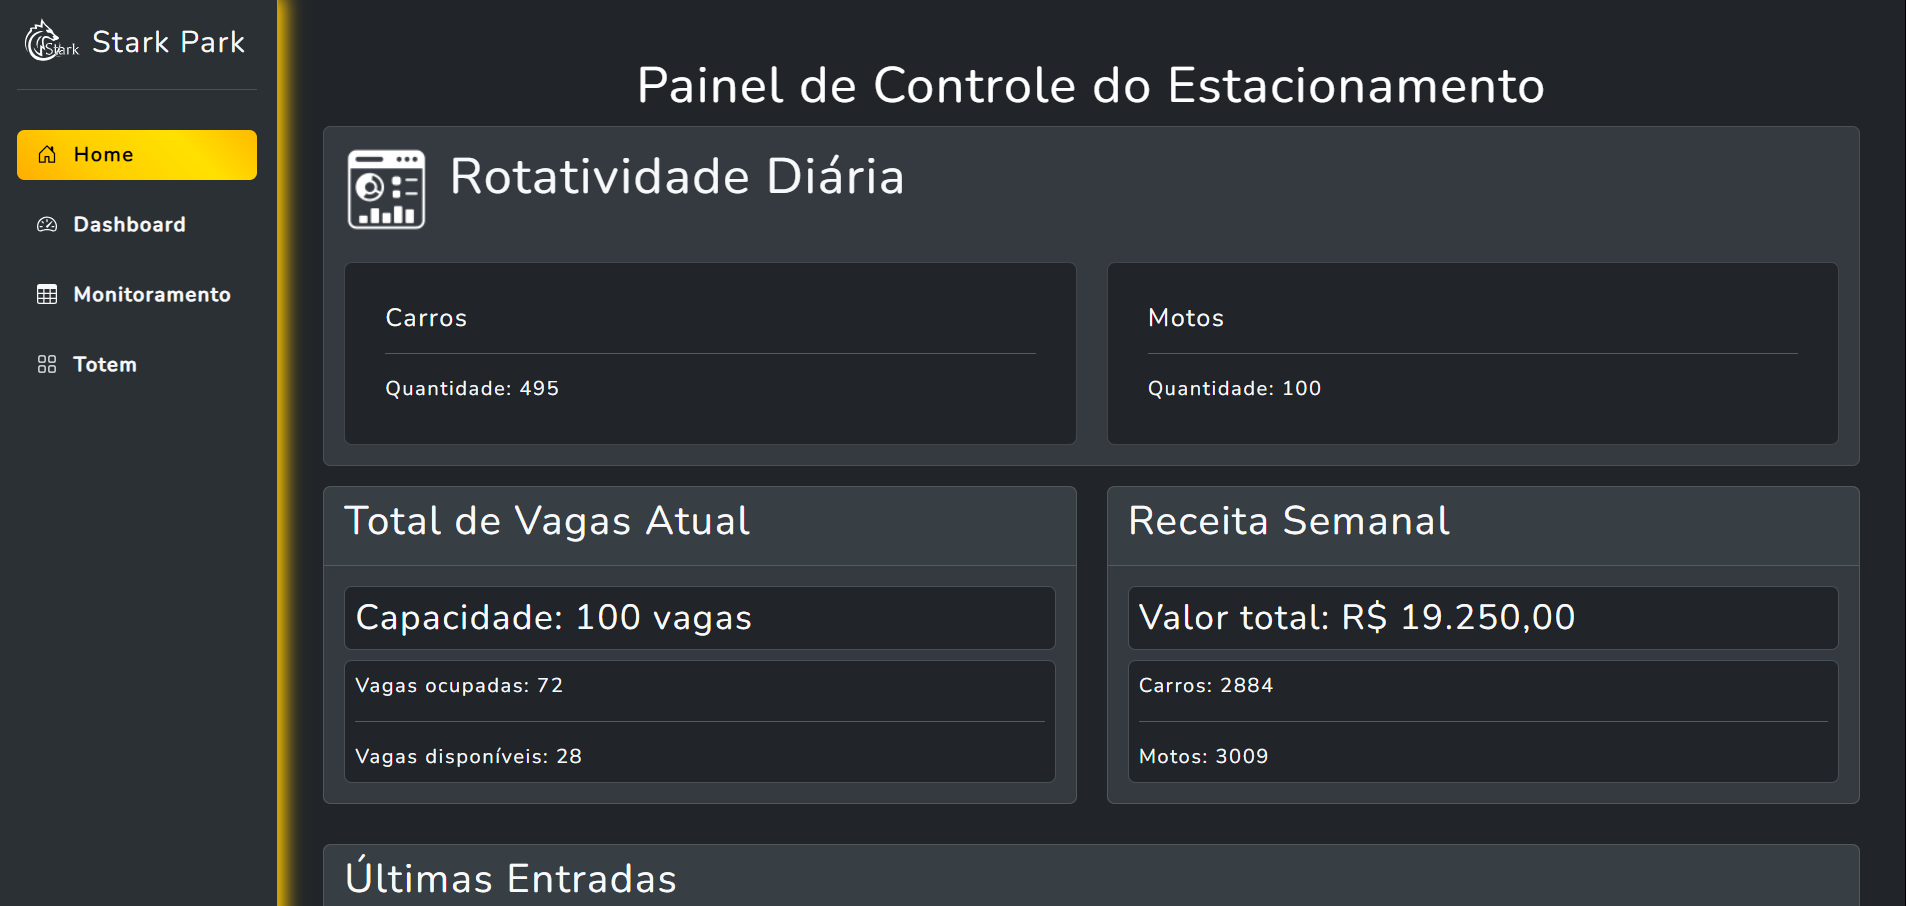 Stark
Stark Park
Home
Dashboard
Monitoramento
Totem
Painel de Controle do Estacionamento
Rotatividade Diária
Carros
Quantidade: 495
Motos
Quantidade: 100
Total de Vagas Atual
Capacidade: 100 vagas
Vagas ocupadas: 72
Vagas disponíveis: 28
Receita Semanal
Valor total: R$ 19.250,00
Carros: 2884
Motos: 3009
Últimas Entradas